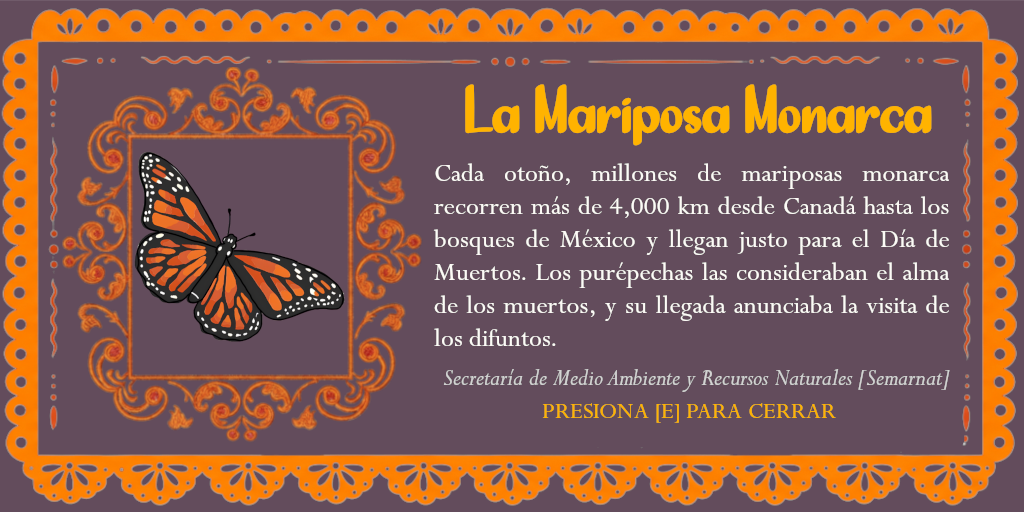 La Mariposa Monarca
Cada otoño, millones de mariposas monarca
recorren más de 4,000 km desde Canadá hasta los
bosques de México y llegan justo para el Día de
Muertos. Los purépechas las consideraban el alma
de los muertos, y su llegada anunciaba la visita de
los difuntos.
Secretaría de Medio Ambiente y Recursos Naturales [Semarnat]
PRESIONA [E] PARA CERRAR